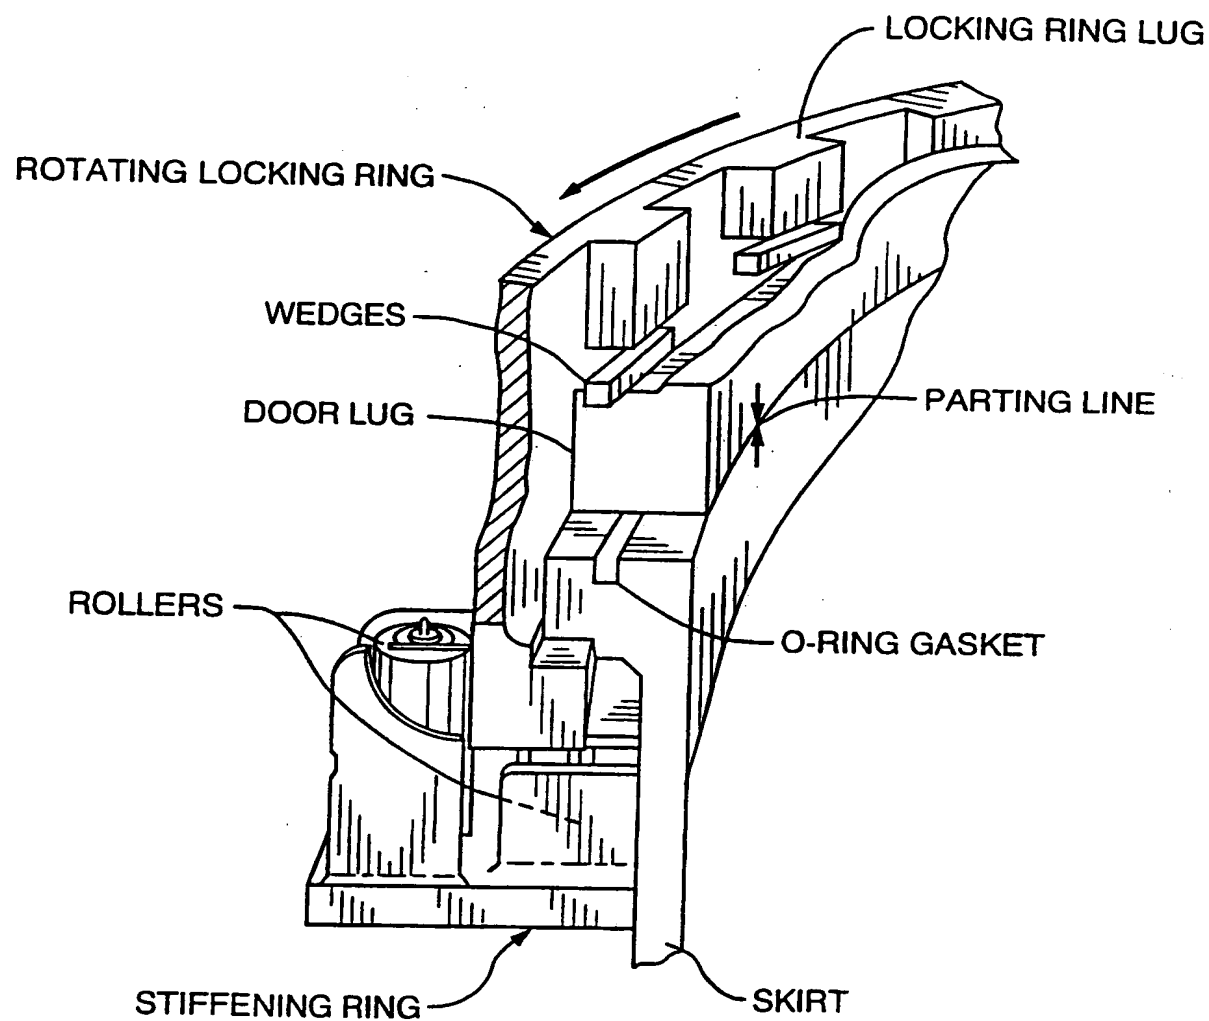 LOCKING RING LUG
ROTATING LOCKING RING
WEDGES
PARTING LINE
DOOR LUG
ROLLERS
O-RING GASKET
STIFFENING RING
SKIRT